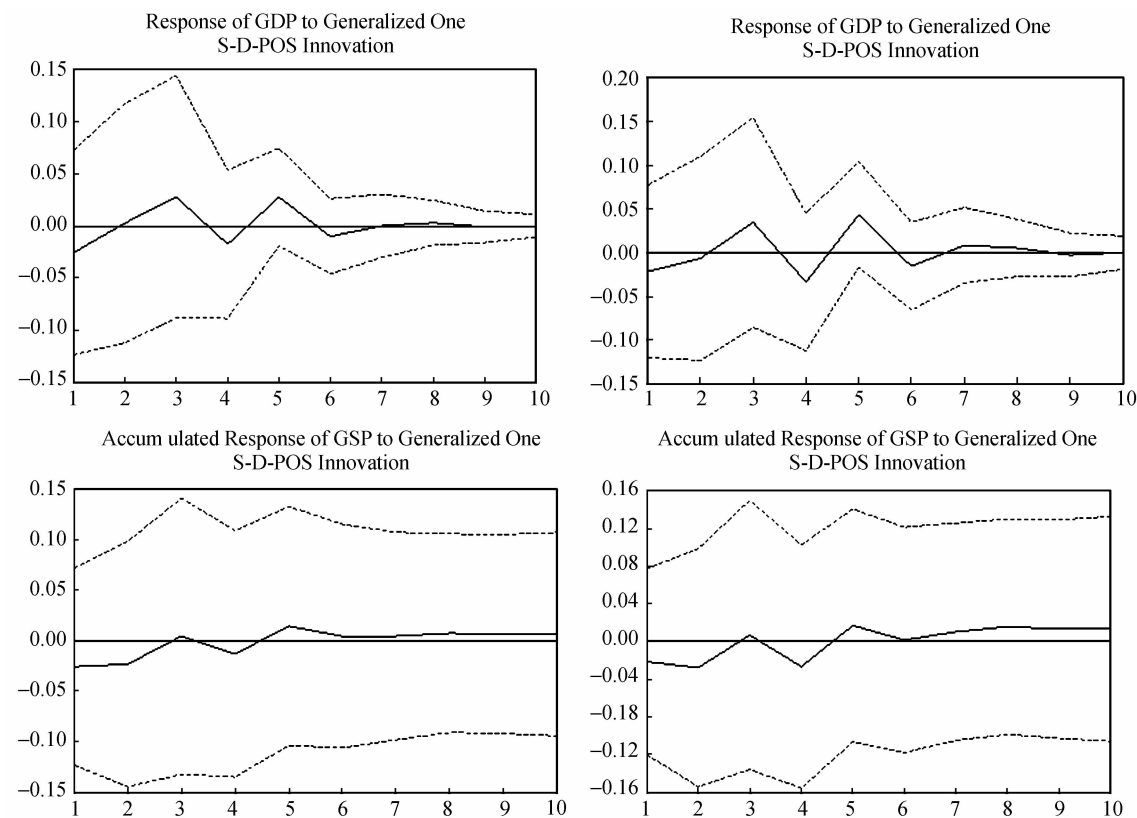 Response of GDP to Generalized One
S-D-POS Innovation
0.15
0.10
0.05
0.00
–0.05
–0.10
–0.15
1 2 3 4 5 6 7 8 9 10
Response of GDP to Generalized One
S-D-POS Innovation
0.20
0.15
0.10
0.05
0.00
–0.05
–0.10
–0.15
1 2 3 4 5 6 7 8 9 10
Accum ulated Response of GSP to Generalized One
S-D-POS Innovation
0.15
0.10
0.05
0.00
–0.05
–0.10
–0.15
1 2 3 4 5 6 7 8 9 10
Accum ulated Response of GSP to Generalized One
S-D-POS Innovation
0.16
0.12
0.08
0.04
0.00
–0.04
–0.08
–0.12
–0.16
1 2 3 4 5 6 7 8 9 10